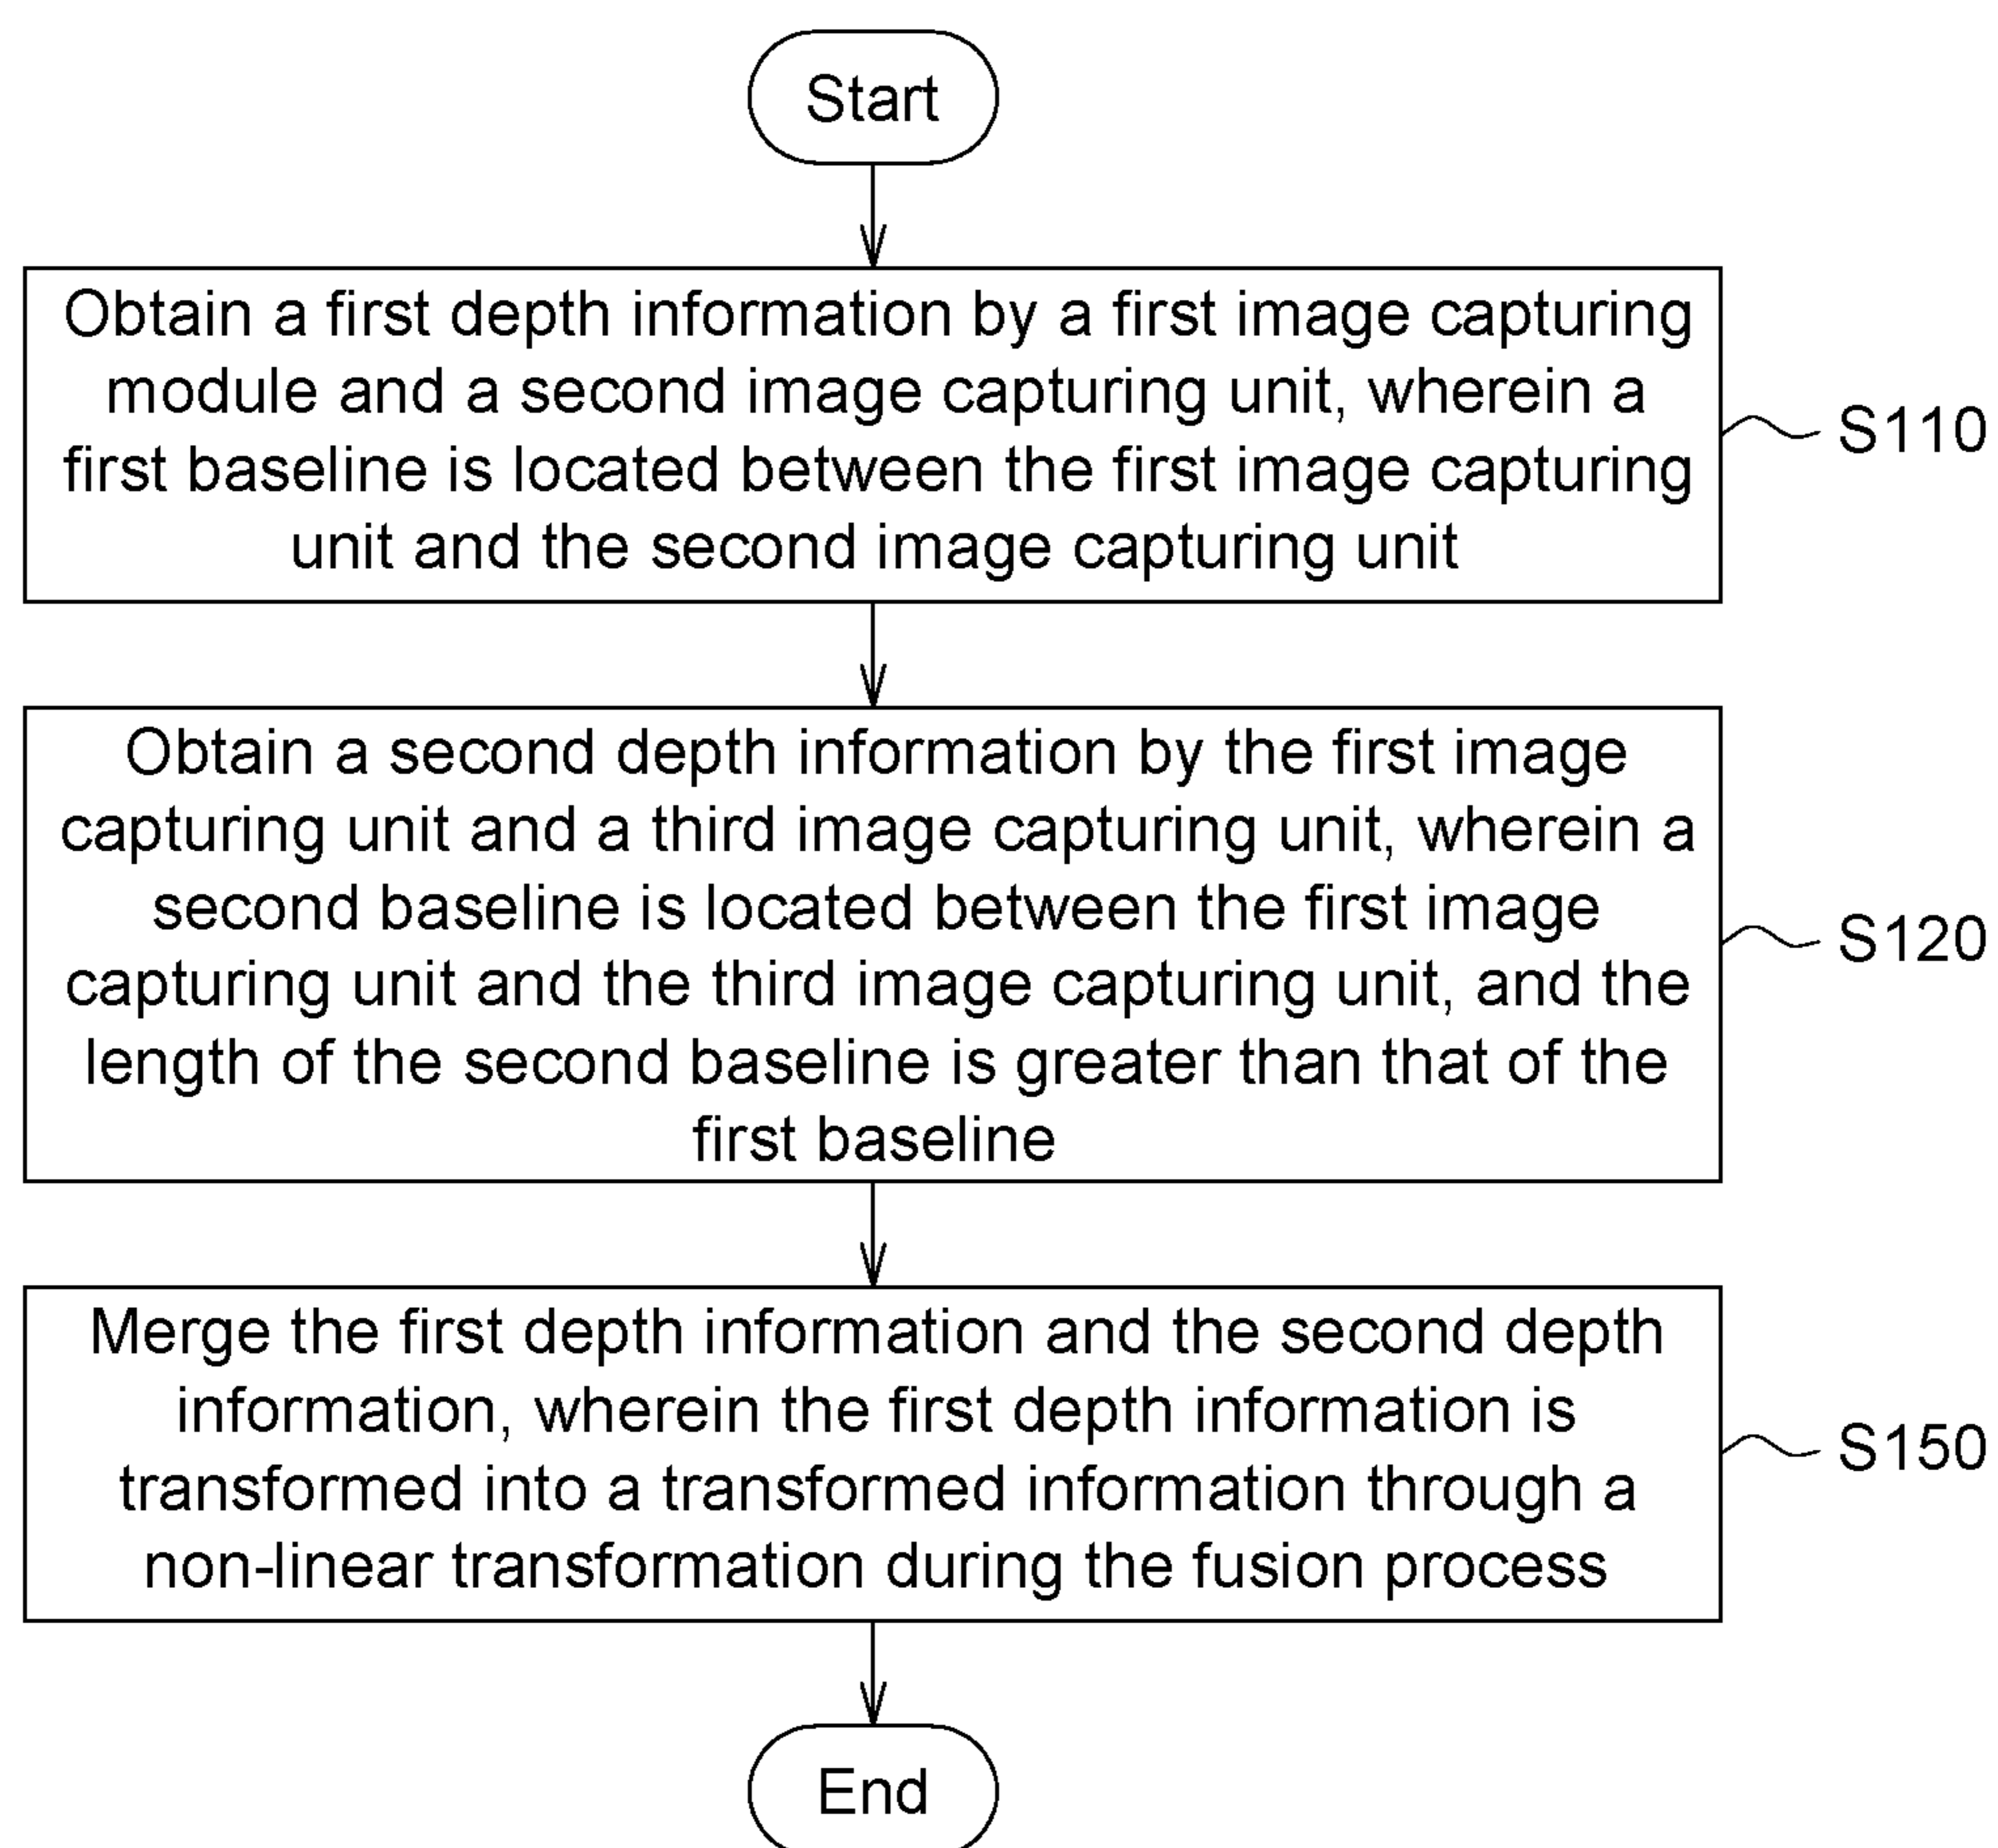 Start
Obtain a first depth information by a first image capturing
module and a second image capturing unit, wherein a
first baseline is located between the first image capturing
unit and the second image capturing unit
S110
Obtain a second depth information by the first image
capturing unit and a third image capturing unit, wherein a
second baseline is located between the first image
capturing unit and the third image capturing unit, and the
length of the second baseline is greater than that of the
first baseline
S120
Merge the first depth information and the second depth
information, wherein the first depth information is
transformed into a transformed information through a
non-linear transformation during the fusion process
S150
End